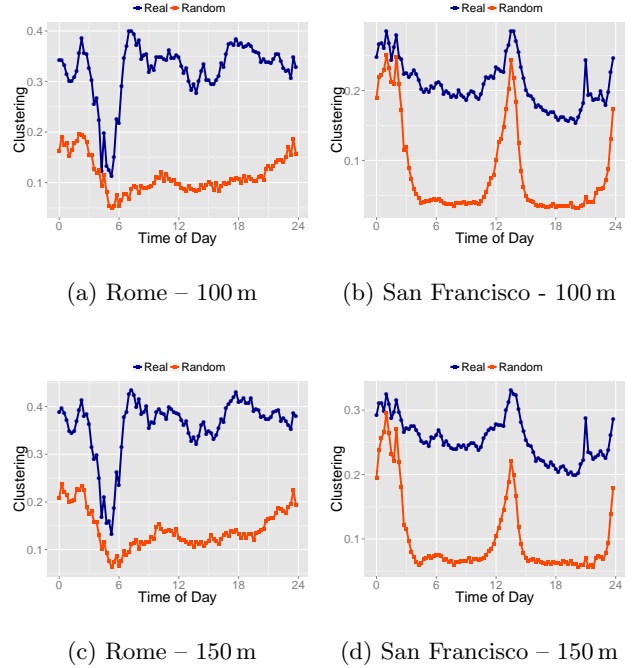 Real Random
Clustering
0.4
0.3
0.2
0.1
0 6 12 18 24
Time of Day
(a) Rome – 100 m
Real Random
Clustering
0.2
0.1
0 6 12 18 24
Time of Day
(b) San Francisco - 100 m
Real Random
Clustering
0.4
0.3
0.2
0.1
0 6 12 18 24
Time of Day
(c) Rome – 150 m
Real Random
Clustering
0.3
0.2
0.1
0 6 12 18 24
Time of Day
(d) San Francisco – 150 m